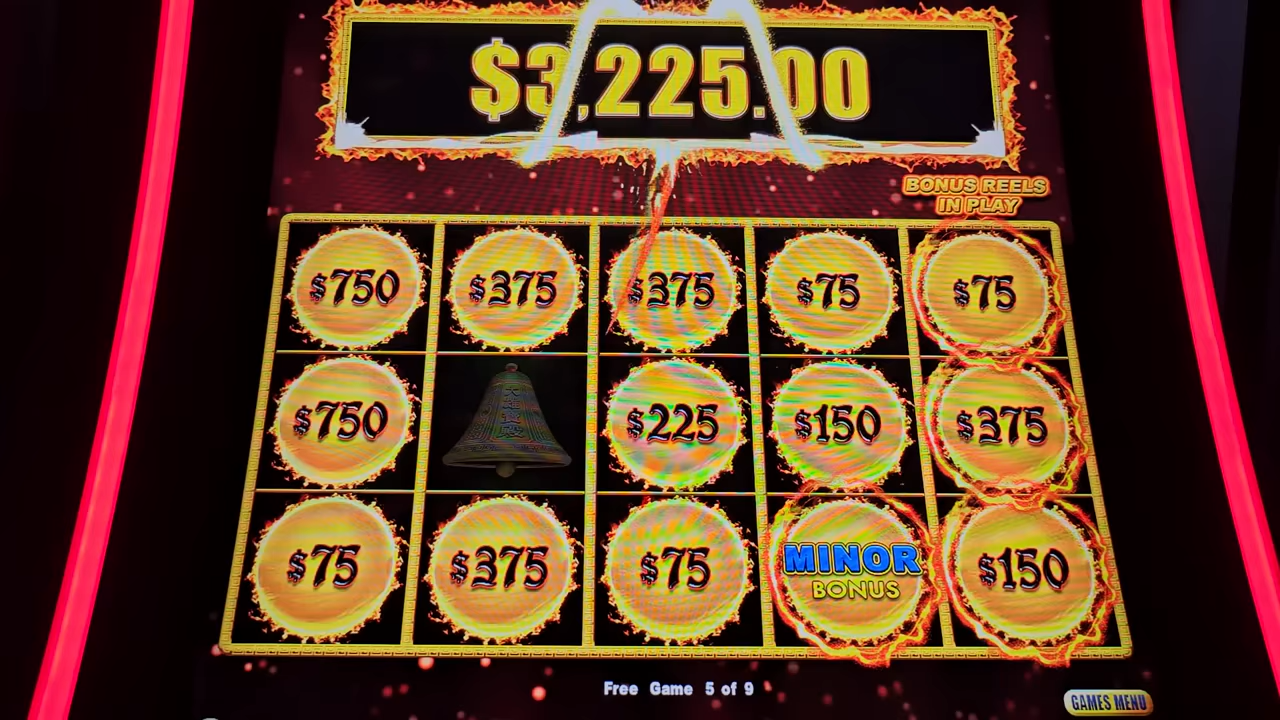 $3,225.00
BONUS REELS
IN PLAY
$750 $375 $375 $75 $75
$750 $225 $150 $375
$75 $375 $75 MINOR BONUS $150
Free Game 5 of 9
GAMES MENU